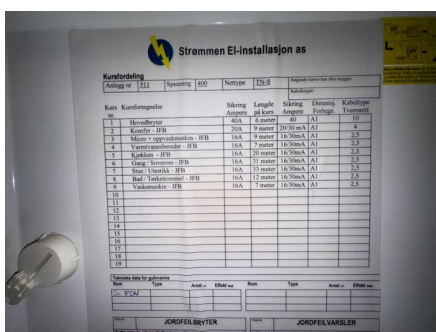 Strømmen El-installasjon as
Kursfordeling
Anlegg nr 511 Spenning 400 Nettype TN-S
Kurs nr. Kursfortegnelse Sikring Ampere Lengde på kurs Sikring Ampere Dimensj. Forlegn. Kabeltype Tverrsnitt
1 Hovedbryter 40A 6 meter 40 A1 10
2 Komfyr - JFB 20A 9 meter 20/30 mA A1 4
3 Micro + oppvaskmaskin - JFB 16A 9 meter 16/30mA A1 2,5
4 Varmtvannsbereder - JFB 16A 7 meter 16/30mA A1 2,5
5 Kjøkken - JFB 16A 20 meter 16/30mA A1 2,5
6 Gang / Soverom - JFB 16A 31 meter 16/30mA A1 2,5
7 Stue / Utestikk - JFB 16A 33 meter 16/30mA A1 2,5
8 Bad / Tørketrommel - JFB 16A 12 meter 16/30mA A1 2,5
9 Vaskemaskin - JFB 16A 7 meter 16/30mA A1 2,5
10
11
12
13
14
15
16
17
18
19
Tekniske data for gulvvarme
Rom Type Antall Effekt Rom Type Antall Effekt
JORDFEILBRYTER JORDFEILVARSLER